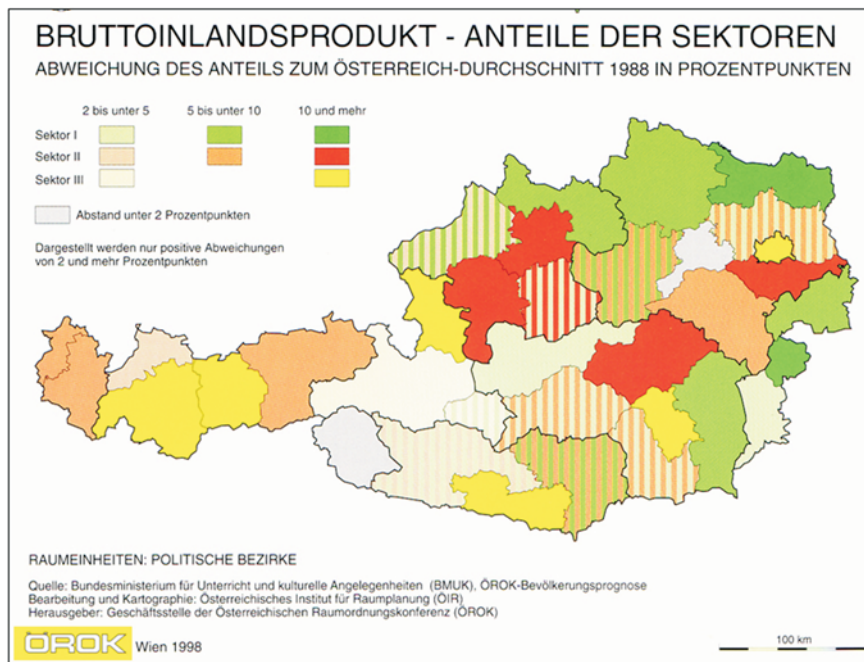 BRUTTOINLANDSPRODUKT - ANTEILE DER SEKTOREN
ABWEICHUNG DES ANTEILS ZUM ÖSTERREICH-DURCHSCHNITT 1988 IN PROZENTPUNKTEN
2 bis unter 5 5 bis unter 10 10 und mehr
Sektor I
Sektor II
Sektor III
Abstand unter 2 Prozentpunkten
Dargestellt werden nur positive Abweichungen
von 2 und mehr Prozentpunkten
RAUMEINHEITEN: POLITISCHE BEZIRKE
Quelle: Bundesministerium für Unterricht und kulturelle Angelegenheiten (BMUK), ÖROK-Bevölkerungsprognose
Bearbeitung und Kartographie: Österreichisches Institut für Raumplanung (ÖIR)
Herausgeber: Geschäftsstelle der Österreichischen Raumordnungskonferenz (ÖROK)
ÖROK Wien 1998
100 km